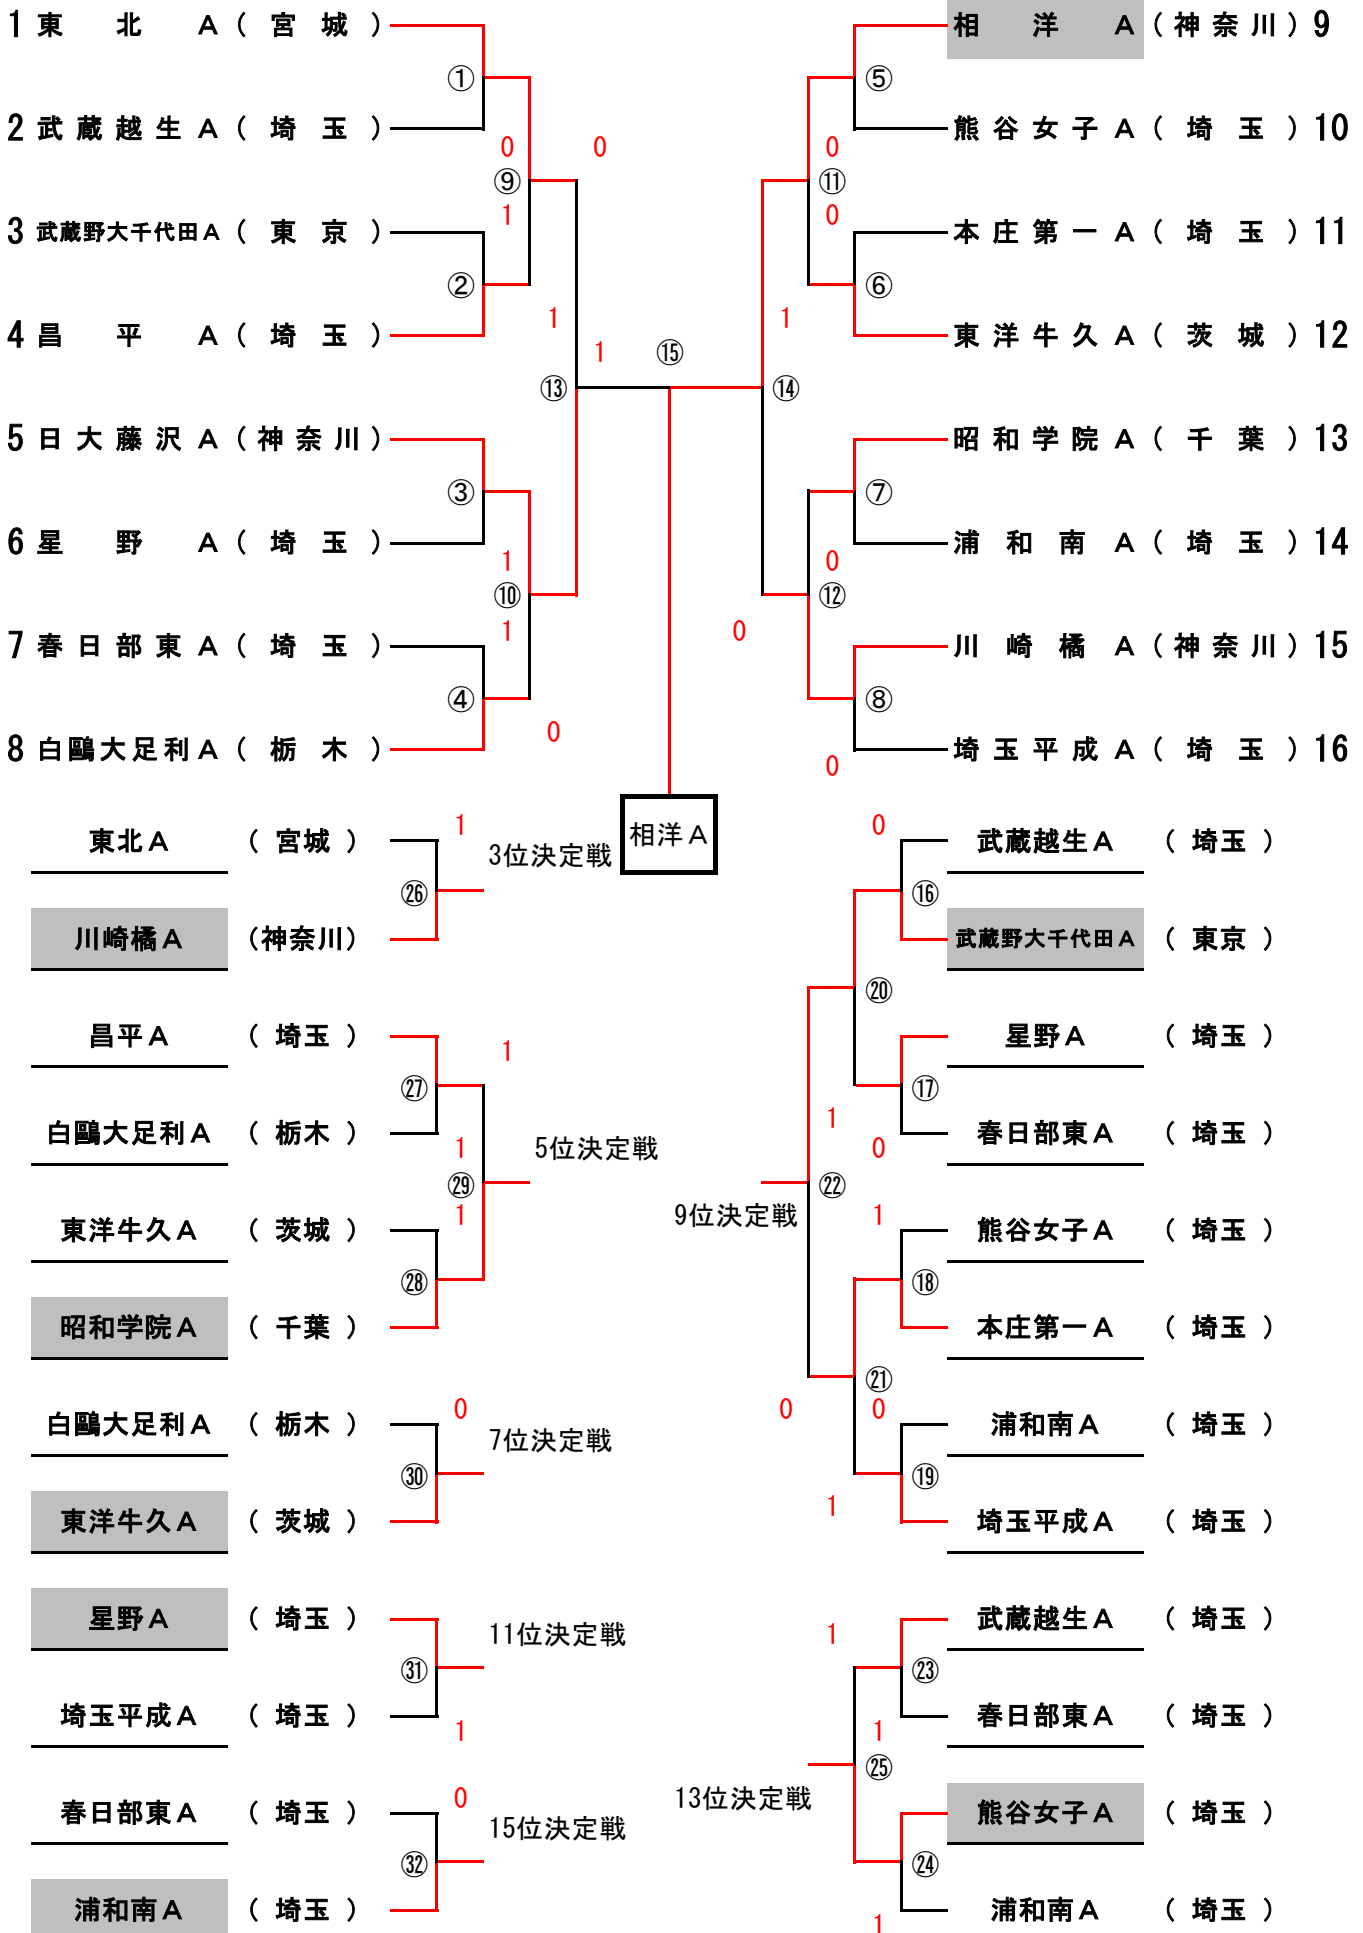 1 東北A(宮城)
相洋A(神奈川) 9
① ⑤
2 武蔵越生A(埼玉)
熊谷女子A(埼玉) 10
0 0 0
⑨ ⑪
1 0
3 武蔵野大千代田A(東京)
本庄第一A(埼玉) 11
② ⑥
1 1
4 昌平A(埼玉)
東洋牛久A(茨城) 12
1 ⑮
⑬ ⑭
5 日大藤沢A(神奈川)
昭和学院A(千葉) 13
③ ⑦
6 星野A(埼玉)
浦和南A(埼玉) 14
1 0
⑩ ⑫
1 0
7 春日部東A(埼玉)
川崎橘A(神奈川) 15
④ ⑧
0
8 白鷗大足利A(栃木)
埼玉平成A(埼玉) 16
0
相洋A
東北A (宮城)
1
3位決定戦
㉖
川崎橘A (神奈川)
昌平A (埼玉)
1
㉗
白鷗大足利A (栃木)
1
5位決定戦
㉙
1
東洋牛久A (茨城)
㉘
昭和学院A (千葉)
白鷗大足利A (栃木)
0
7位決定戦
㉚
東洋牛久A (茨城)
星野A (埼玉)
11位決定戦
㉛
埼玉平成A (埼玉)
1
春日部東A (埼玉)
0
15位決定戦
㉜
浦和南A (埼玉)
0
武蔵越生A (埼玉)
⑯
武蔵野大千代田A (東京)
⑳
星野A (埼玉)
⑰
1
春日部東A (埼玉)
0
㉒
9位決定戦
1
熊谷女子A (埼玉)
⑱
本庄第一A (埼玉)
㉑
0 0
浦和南A (埼玉)
⑲
1
埼玉平成A (埼玉)
1
武蔵越生A (埼玉)
㉓
春日部東A (埼玉)
1
㉕
13位決定戦
熊谷女子A (埼玉)
㉔
浦和南A (埼玉)
1